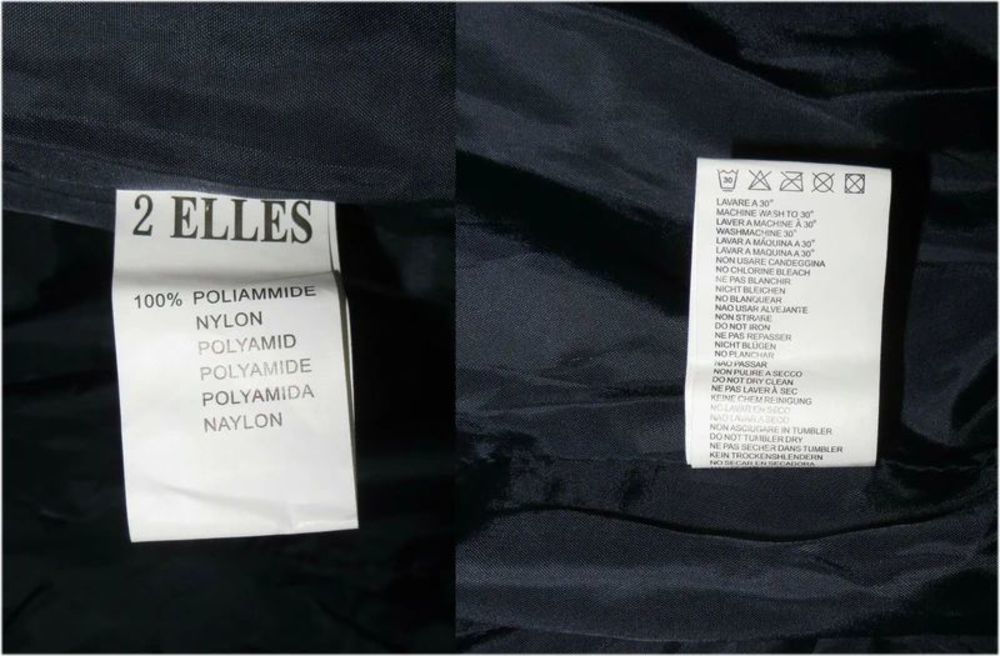 2 ELLES
100% POLIAMMIDE
NYLON
POLYAMID
POLYAMIDE
POLYAMIDA
NAYLON
30
LAVARE A 30°
MACHINE WASH TO 30°
LAVER A MACHINE À 30°
WASHMACHINE 30°
LAVAR A MÁQUINA A 30°
LAVAR A MAQUINA A 30°
NON USARE CANDEGGINA
NO CHLORINE BLEACH
NE PAS BLANCHIR
NICHT BLEICHEN
NO BLANQUEAR
NAO USAR ALVEJANTE
NON STIRARE
DO NOT IRON
NE PAS REPASSER
NICHT BLÜGEN
NO PLANCHAR
NAO PASSAR
NON PULIRE A SECCO
DO NOT DRY CLEAN
NE PAS LAVER À SEC
KEINE CHEM REINIGUNG
NO LAVAR EN SECO
NAO LAVAR A SECO
NON ASCIUGARE IN TUMBLER
DO NOT TUMBLER DRY
NE PAS SECHER DANS TUMBLER
KEIN TROCKENSHLENDERN
NO SECAR EN SECADORA